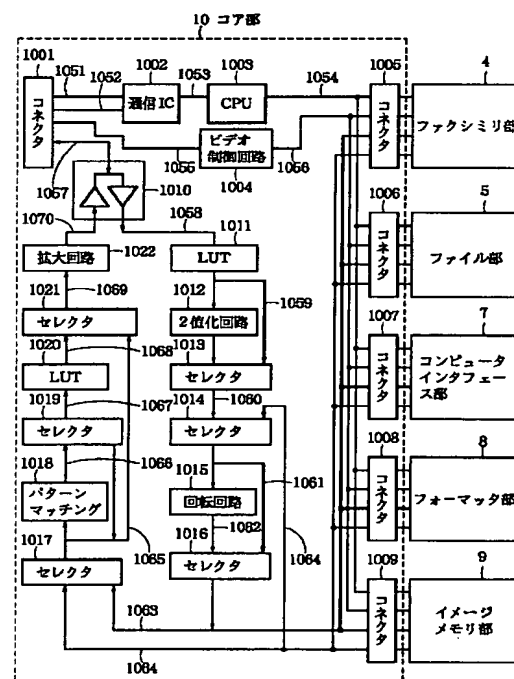 10 コア部
1001
1051
1052
1002
1053
1003
1054
1005
4
コネクタ
通信IC
CPU
コネクタ
ファクシミリ部
ビデオ
制御回路
1055
1056
1057
1004
1010
1070
1058
1006
5
1022
1011
拡大回路
LUT
コネクタ
ファイル部
1021
1069
1012
1059
1007
7
セレクタ
2値化回路
コネクタ
コンピュータ
インタフェー
ス部
1020
1068
1013
LUT
セレクタ
1019
1067
1014
1060
セレクタ
セレクタ
1008
8
1018
1066
1015
1061
コネクタ
フォーマッタ部
パターン
マッチング
回転回路
1062
1064
1017
1065
1016
1009
9
セレクタ
セレクタ
コネクタ
イメージ
メモリ部
1063
1064